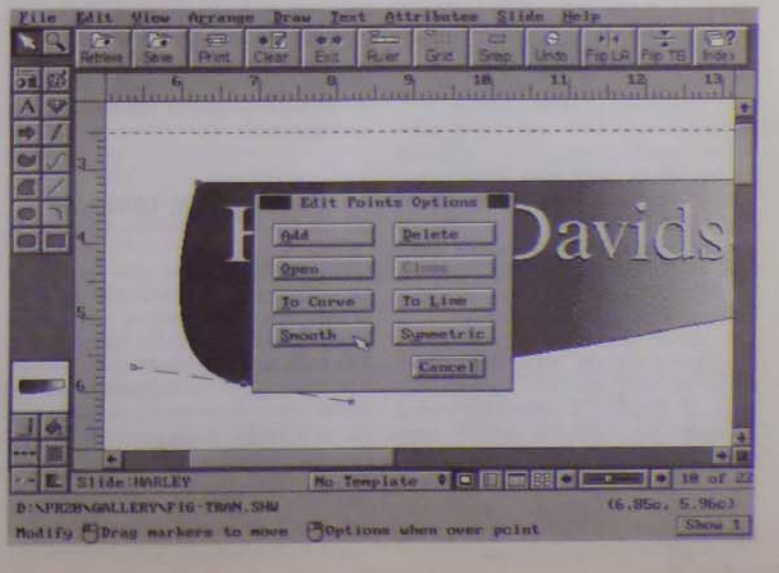 File Edit View Arrange Draw Text Attributes Slide Help
Retrieve Save Print Clear Exit Ruler Grid Snap Undo Flip LR Flip TB Index
6 7 8 9 10 11 12 13
A
3
4
5
6
H Davids
Edit Points Options
Add Delete
Open Close
To Curve To Line
Smooth Symmetric
Cancel
Slide:HARLEY No Template 18 of 22
D:\PR20\GALLERY\FIG-TRAN.SHW (6.85c, 5.96c)
Modify Drag markers to move Options when over point Show 1